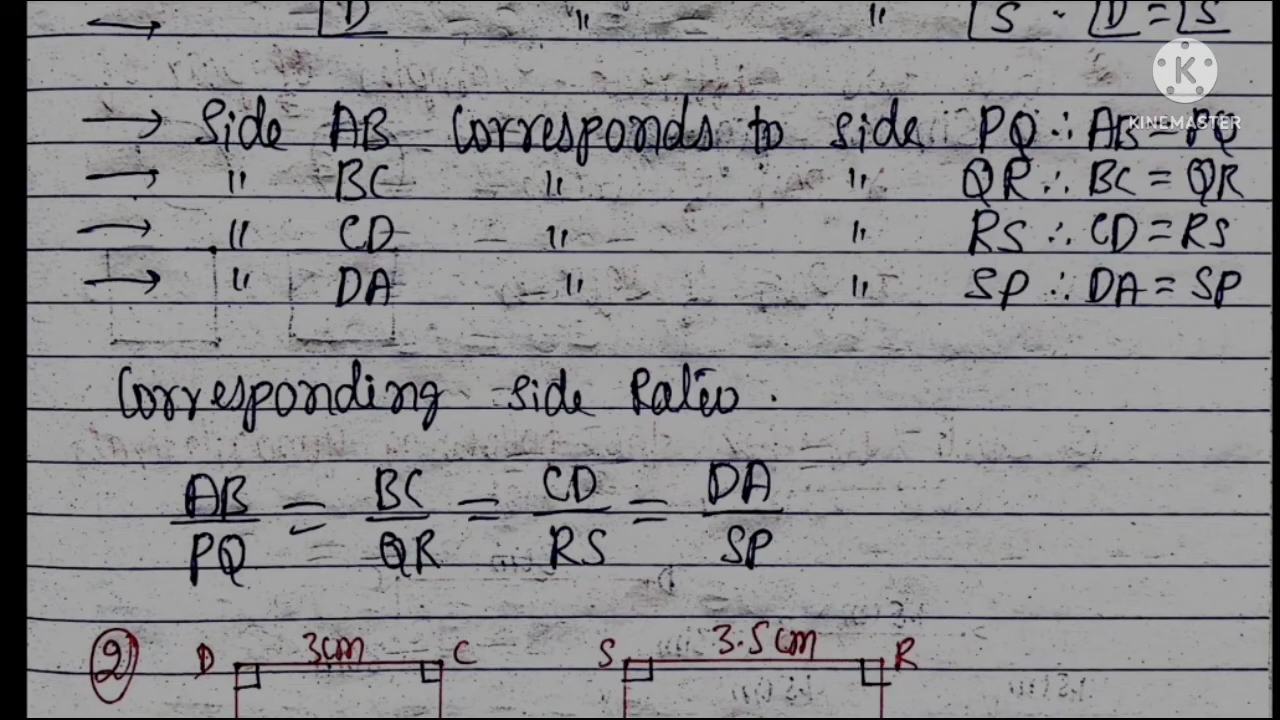 → ∠D " " ∠S . ∠D = ∠S
K
KINEMASTER
→ Side AB Corresponds to side PQ ∴ AB = PQ
→ " BC " " QR ∴ BC = QR
→ " CD " " RS ∴ CD = RS
→ " DA " " SP ∴ DA = SP
Corresponding side Ratio.
AB/PQ = BC/QR = CD/RS = DA/SP
② D 3cm C S 3.5cm R